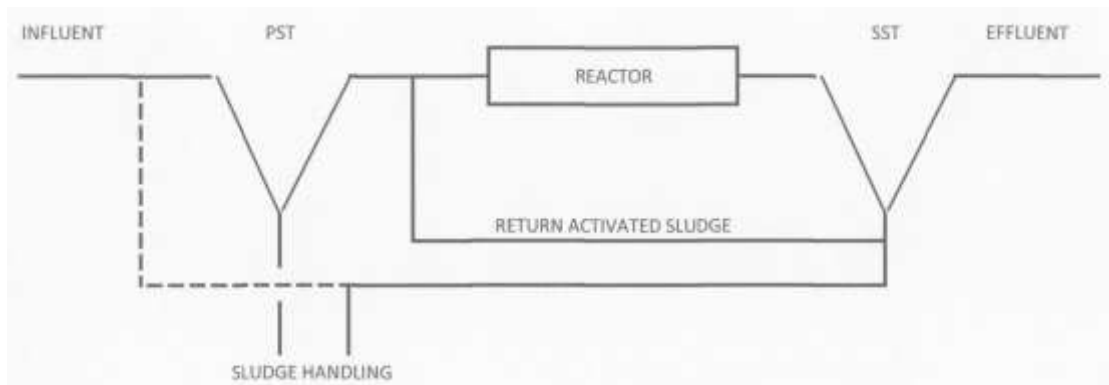 INFLUENT PST SST EFFLUENT
REACTOR
RETURN ACTIVATED SLUDGE
SLUDGE HANDLING